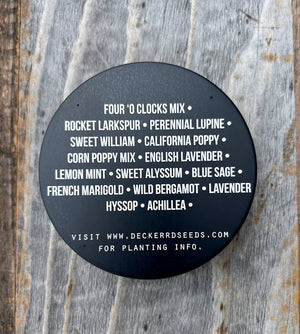 FOUR 'O CLOCKS MIX •
ROCKET LARKSPUR • PERENNIAL LUPINE •
SWEET WILLIAM • CALIFORNIA POPPY •
CORN POPPY MIX • ENGLISH LAVENDER •
LEMON MINT • SWEET ALYSSUM • BLUE SAGE •
FRENCH MARIGOLD • WILD BERGAMOT • LAVENDER
HYSSOP • ACHILLEA •
VISIT WWW.DECKERRDSEEDS.COM
FOR PLANTING INFO.